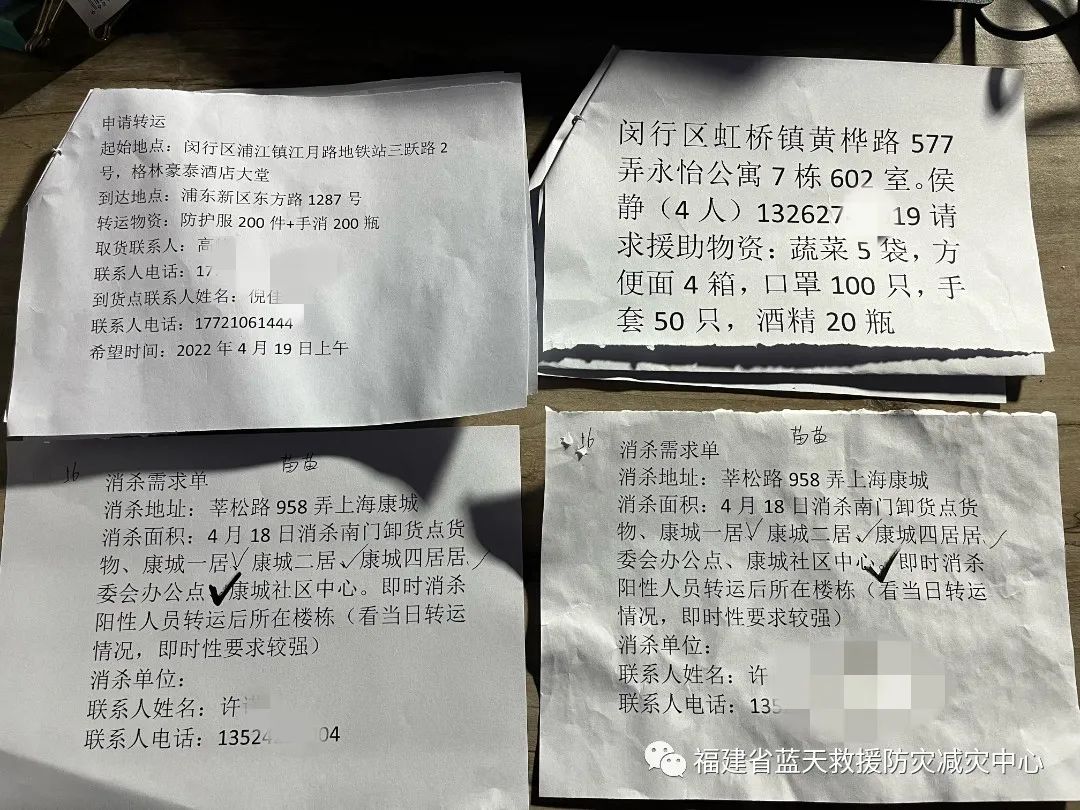 申请转运
起始地点：闵行区浦江镇江月路地铁站三跃路2
号，格林豪泰酒店大堂
到达地点：浦东新区东方路1287号
转运物资：防护服200件+手消200瓶
取货联系人：高
联系人电话：17
到货点联系人姓名：倪佳
联系人电话：17721061444
希望时间：2022年4月19日上午
闵行区虹桥镇黄桦路577
弄永怡公寓7栋602室。侯
静（4人）13262719请
求援助物资：蔬菜5袋，方
便面4箱，口罩100只，手
套50只，酒精20瓶
苗苗
消杀需求单
消杀地址：莘松路958弄上海康城
消杀面积：4月18日消杀南门卸货点货
物、康城一居✓康城二居✓康城四居居✓
委会办公点✓康城社区中心。即时消杀
阳性人员转运后所在楼栋（看当日转运
情况，即时性要求较强）
消杀单位：
联系人姓名：许
联系人电话：1352404
苗苗
消杀需求单
消杀地址：莘松路958弄上海康城
消杀面积：4月18日消杀南门卸货点货
物、康城一居✓康城二居✓康城四居居✓
委会办公点、康城社区中心。✓即时消杀
阳性人员转运后所在楼栋（看当日转运
情况，即时性要求较强）
消杀单位：
联系人姓名：许
联系人电话：135
福建省蓝天救援防灾减灾中心